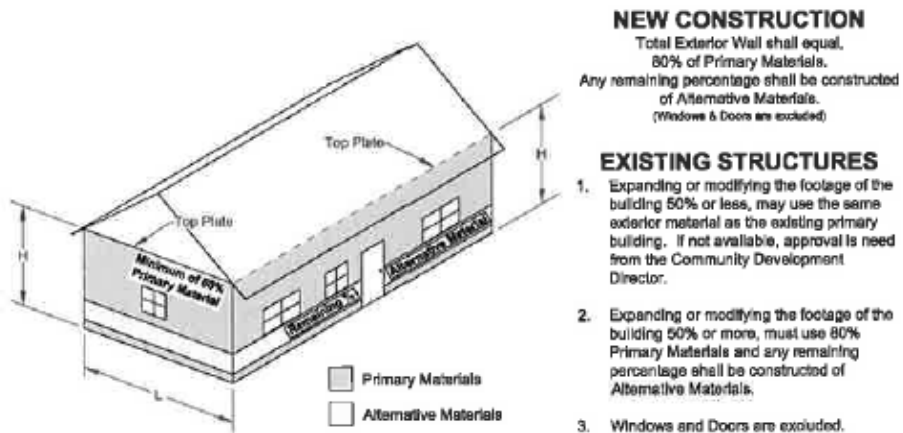 NEW CONSTRUCTION
Total Exterior Wall shall equal,
80% of Primary Materials.
Any remaining percentage shall be constructed
of Alternative Materials.
(Windows & Doors are excluded)
EXISTING STRUCTURES
1. Expanding or modifying the footage of the
building 50% or less, may use the same
exterior material as the existing primary
building. If not available, approval is need
from the Community Development
Director.
2. Expanding or modifying the footage of the
building 50% or more, must use 80%
Primary Materials and any remaining
percentage shall be constructed of
Alternative Materials.
3. Windows and Doors are excluded.
Top Plate
H
Top Plate
H
Minimum of 80%
Primary Material
Alternative Material
Remaining %
L
Primary Materials
Alternative Materials